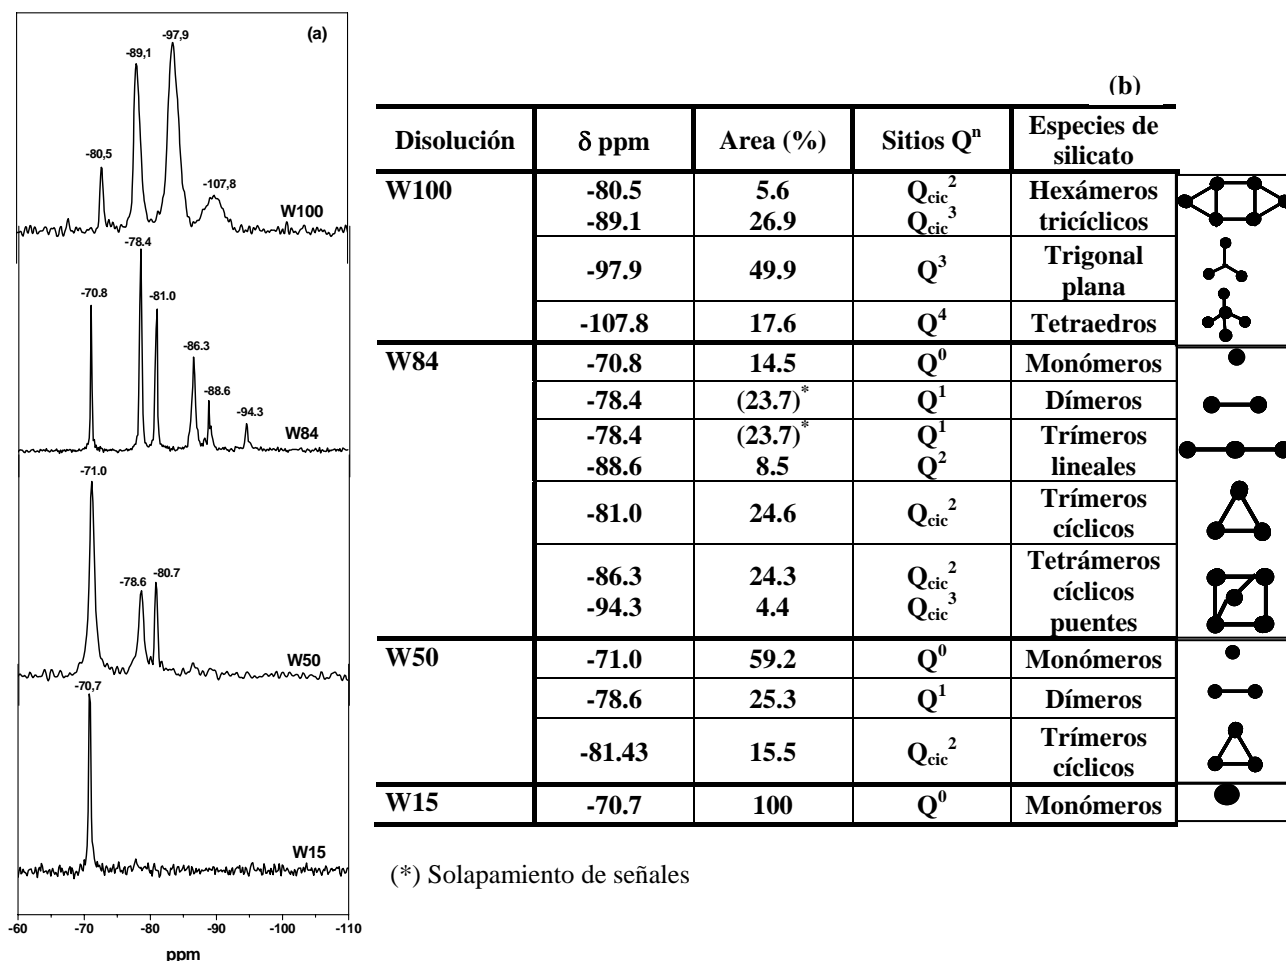 (a)
-97,9
-89,1
-80,5
-107,8
W100
-78.4
-70.8
-81.0
-86.3
-88.6
-94.3
W84
-71.0
-78.6
-80.7
W50
-70,7
W15
-60 -70 -80 -90 -100 -110
ppm
(b)
Disolución δ ppm Area (%) Sitios Qⁿ Especies de silicato
W100 -80.5 5.6 Qcic² Hexámeros
-89.1 26.9 Qcic³ tricíclicos
-97.9 49.9 Q³ Trigonal plana
-107.8 17.6 Q⁴ Tetraedros
W84 -70.8 14.5 Q⁰ Monómeros
-78.4 (23.7)* Q¹ Dímeros
-78.4 (23.7)* Q¹ Trímeros
-88.6 8.5 Q² lineales
-81.0 24.6 Qcic² Trímeros cíclicos
-86.3 24.3 Qcic² Tetrámeros
-94.3 4.4 Qcic³ cíclicos puentes
W50 -71.0 59.2 Q⁰ Monómeros
-78.6 25.3 Q¹ Dímeros
-81.43 15.5 Qcic² Trímeros cíclicos
W15 -70.7 100 Q⁰ Monómeros
(*) Solapamiento de señales